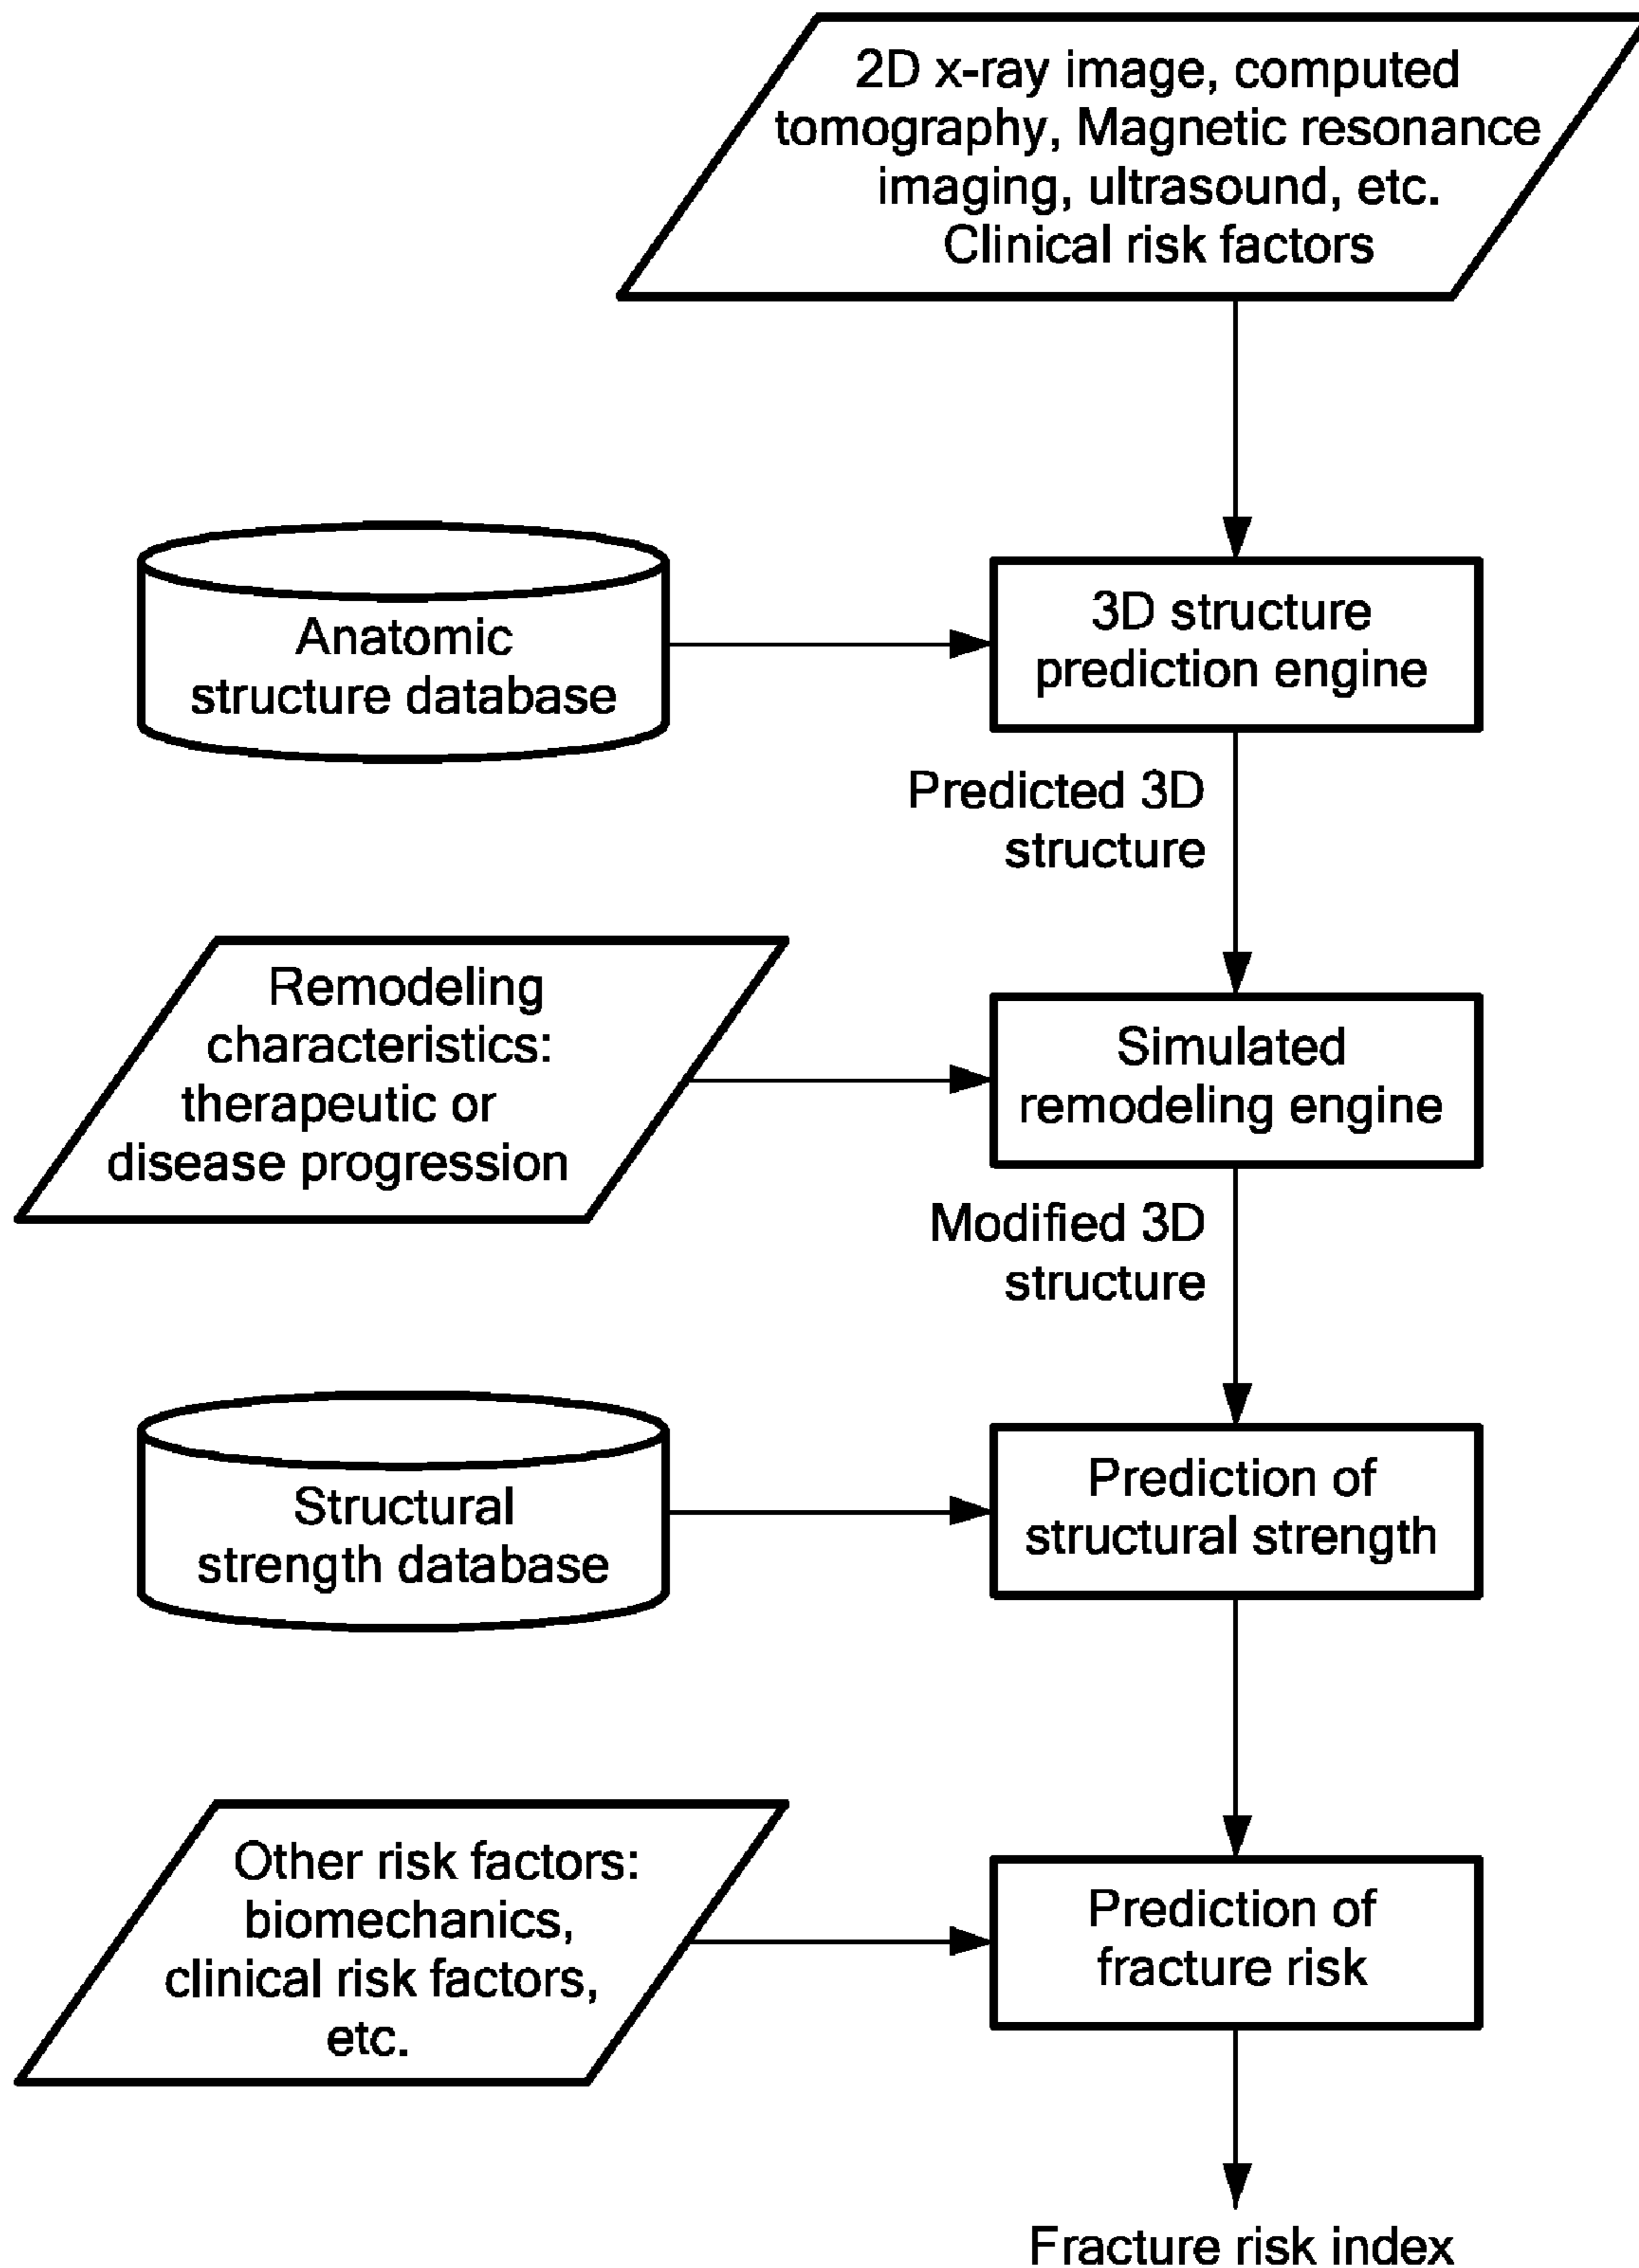 2D x-ray image, computed
tomography, Magnetic resonance
imaging, ultrasound, etc.
Clinical risk factors
Anatomic
structure database
3D structure
prediction engine
Predicted 3D
structure
Remodeling
characteristics:
therapeutic or
disease progression
Simulated
remodeling engine
Modified 3D
structure
Structural
strength database
Prediction of
structural strength
Other risk factors:
biomechanics,
clinical risk factors,
etc.
Prediction of
fracture risk
Fracture risk index